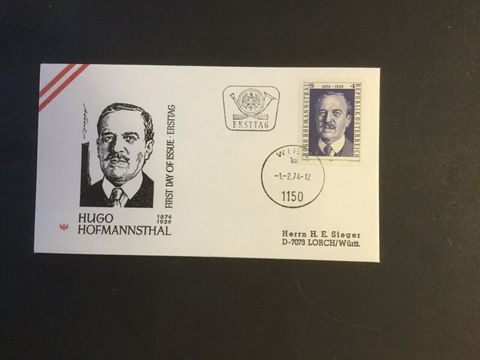 ERSTTAG
S 4
1874 - 1929
HUGO HOFMANNSTHAL
REPUBLIK ÖSTERREICH
FIRST DAY OF ISSUE · ERSTTAG
WIEN
-1.-2.74-12
1150
HUGO 1874
HOFMANNSTHAL 1929
Herrn H. E. Sieger
D-7073 LORCH/Württ.